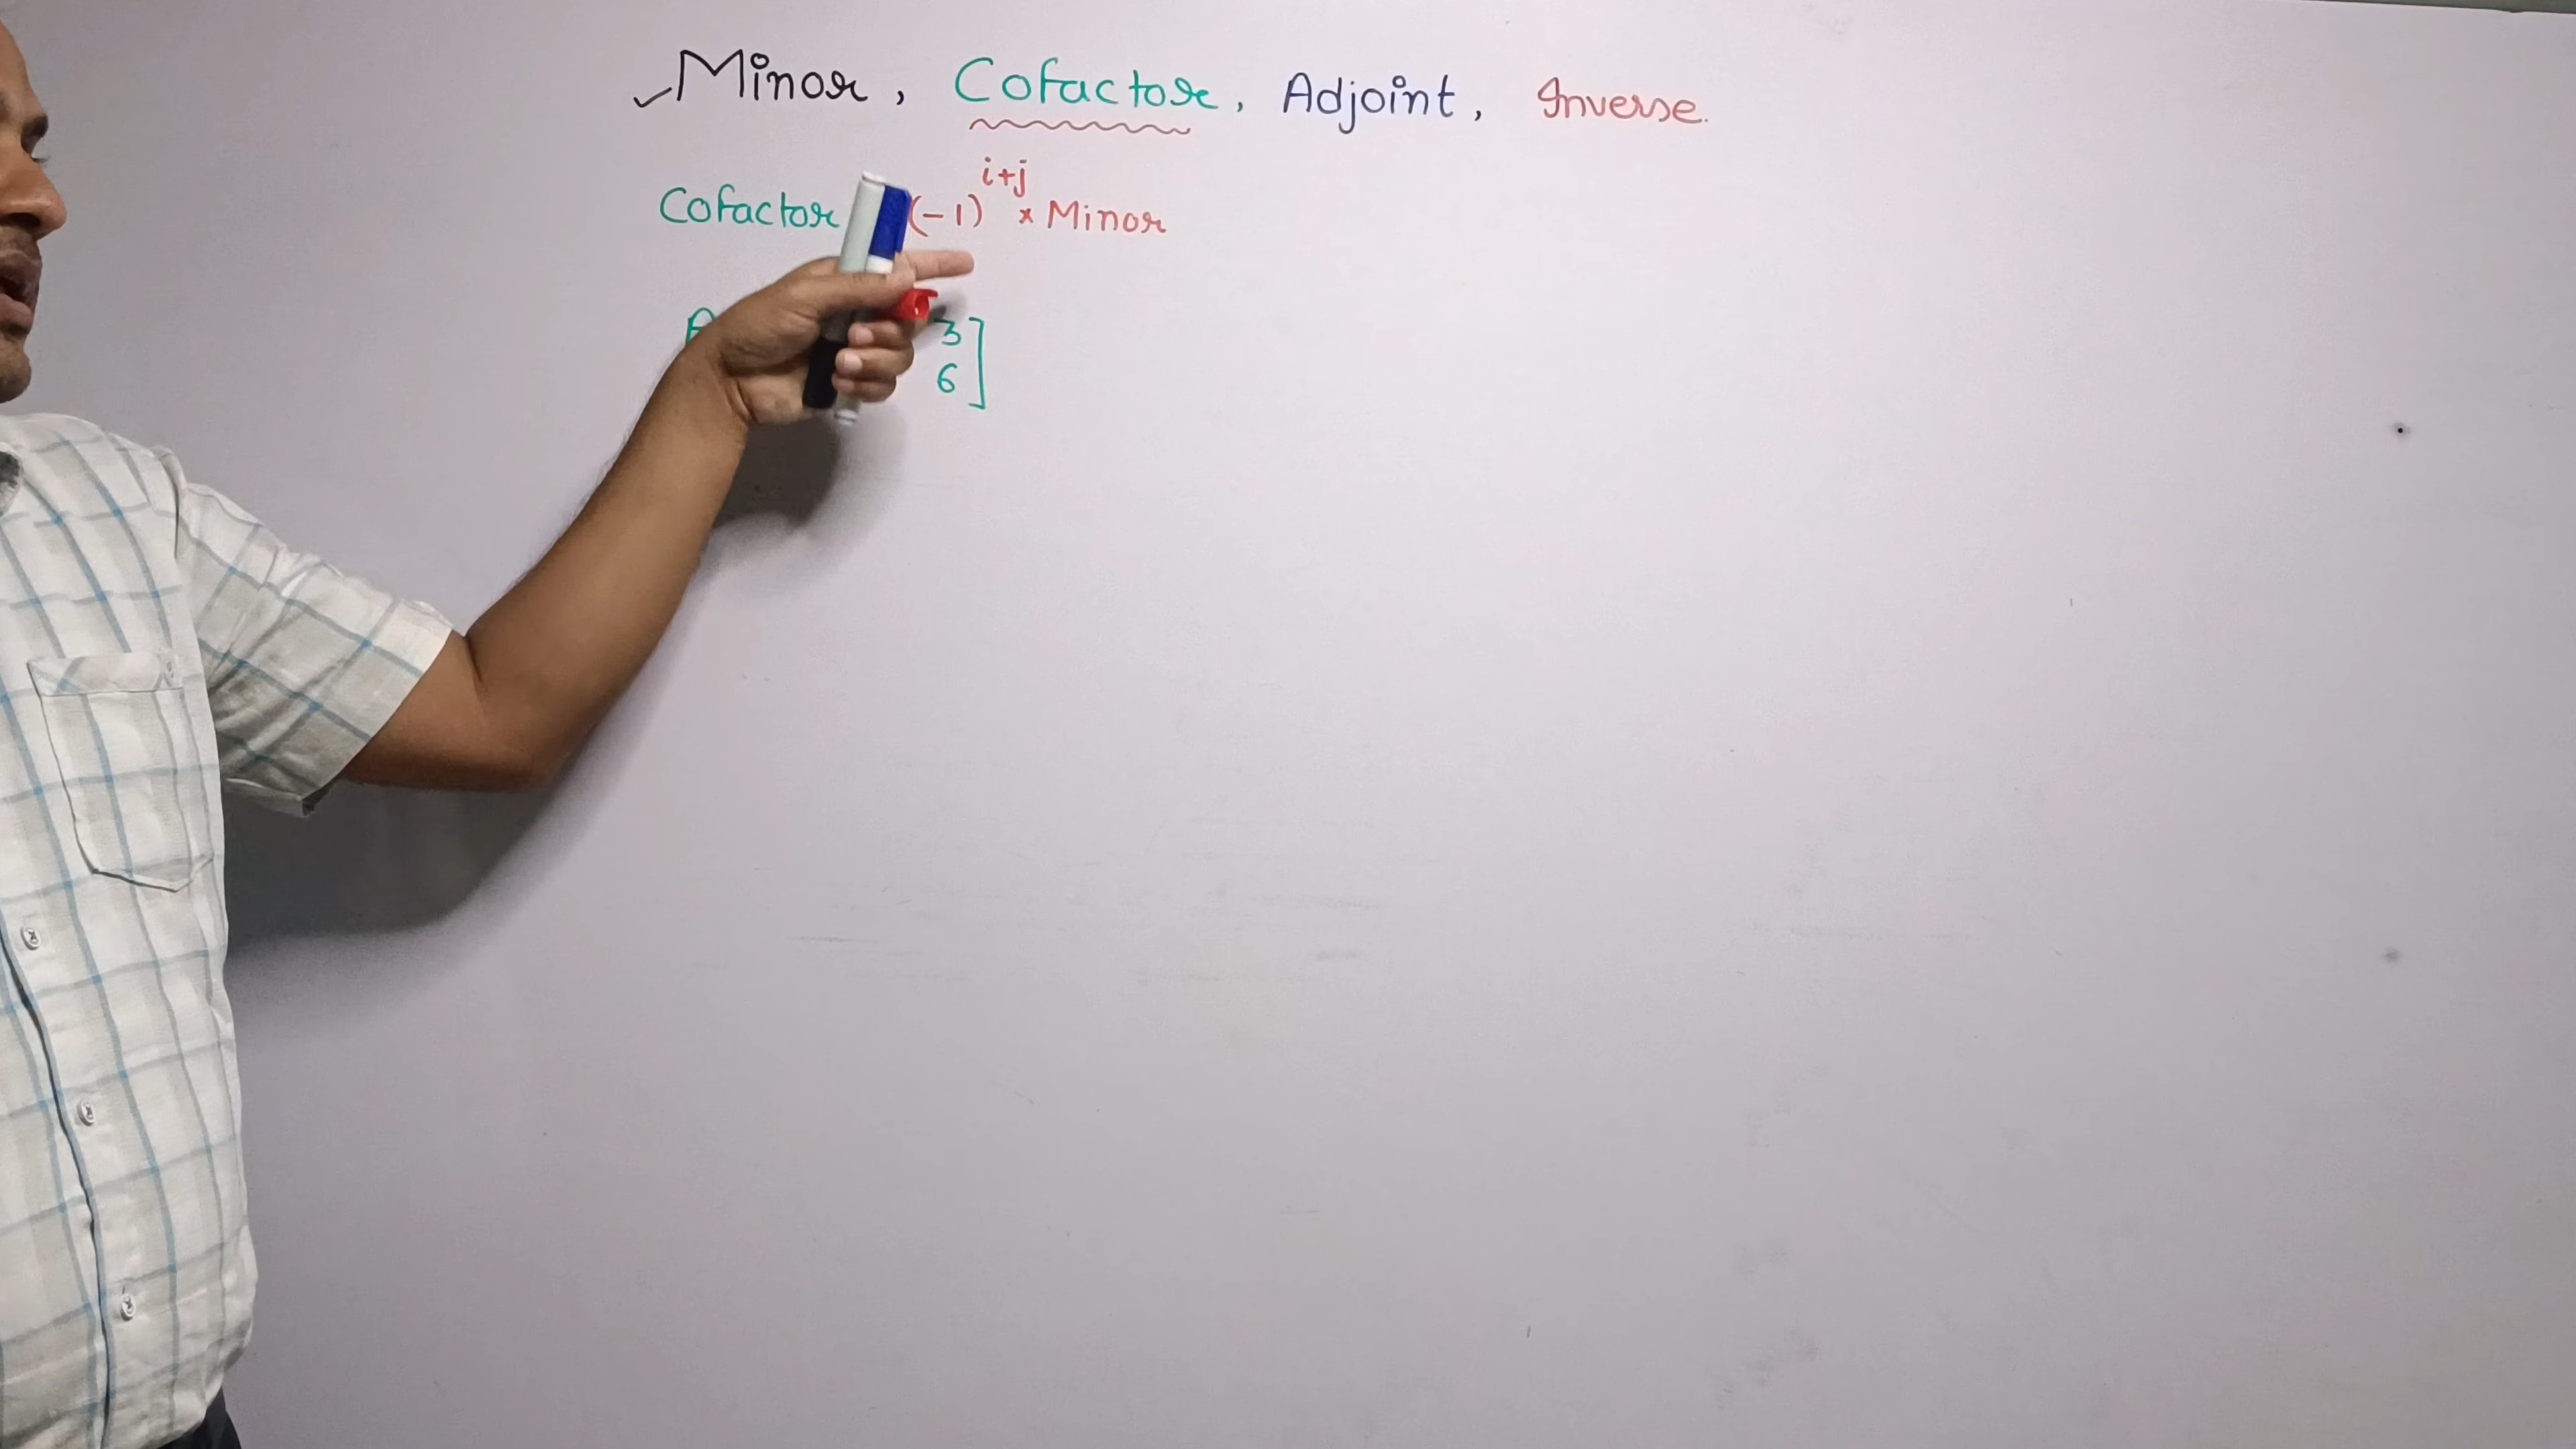 ✓Minor, Cofactor, Adjoint, Inverse.
Cofactor (-1)^{i+j} × Minor
A 3]
6